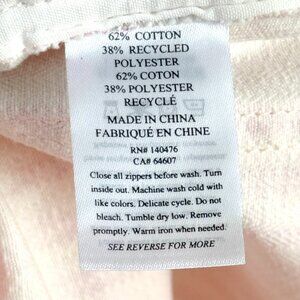 62% COTTON
38% RECYCLED
POLYESTER
62% COTON
38% POLYESTER
RECYCLÉ
MADE IN CHINA
FABRIQUÉ EN CHINE
RN# 140476
CA# 64607
Close all zippers before wash. Turn
inside out. Machine wash cold with
like colors. Delicate cycle. Do not
bleach. Tumble dry low. Remove
promptly. Warm iron when needed.
SEE REVERSE FOR MORE